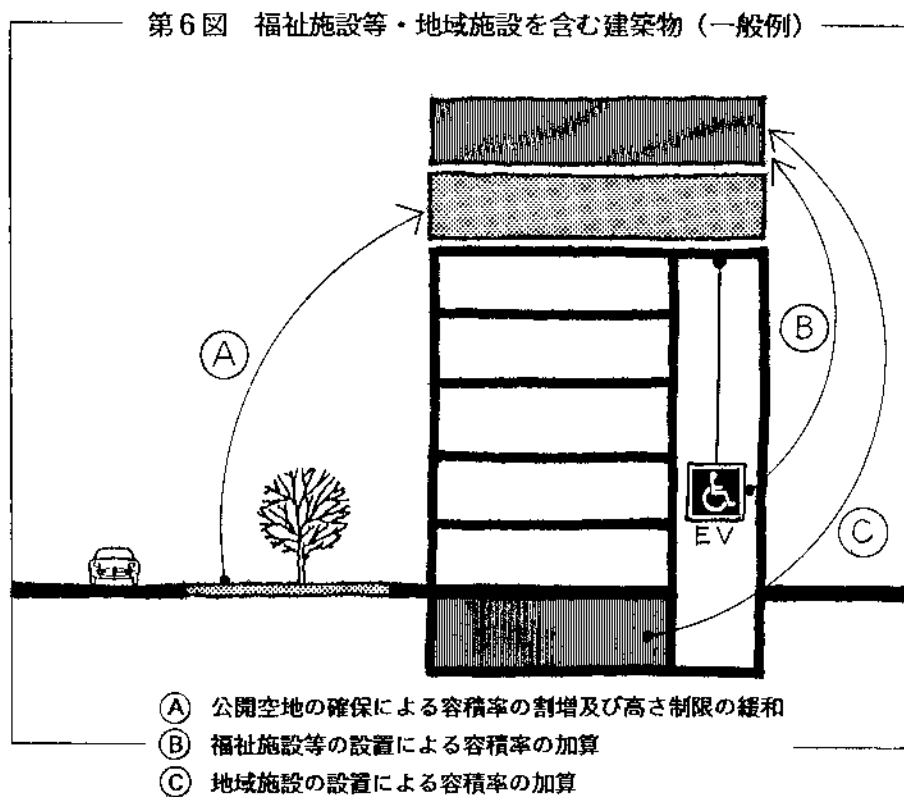 第6図 福祉施設等・地域施設を含む建築物（一般例）
A
B
EV
C
Ⓐ 公開空地の確保による容積率の割増及び高さ制限の緩和
Ⓑ 福祉施設等の設置による容積率の加算
Ⓒ 地域施設の設置による容積率の加算